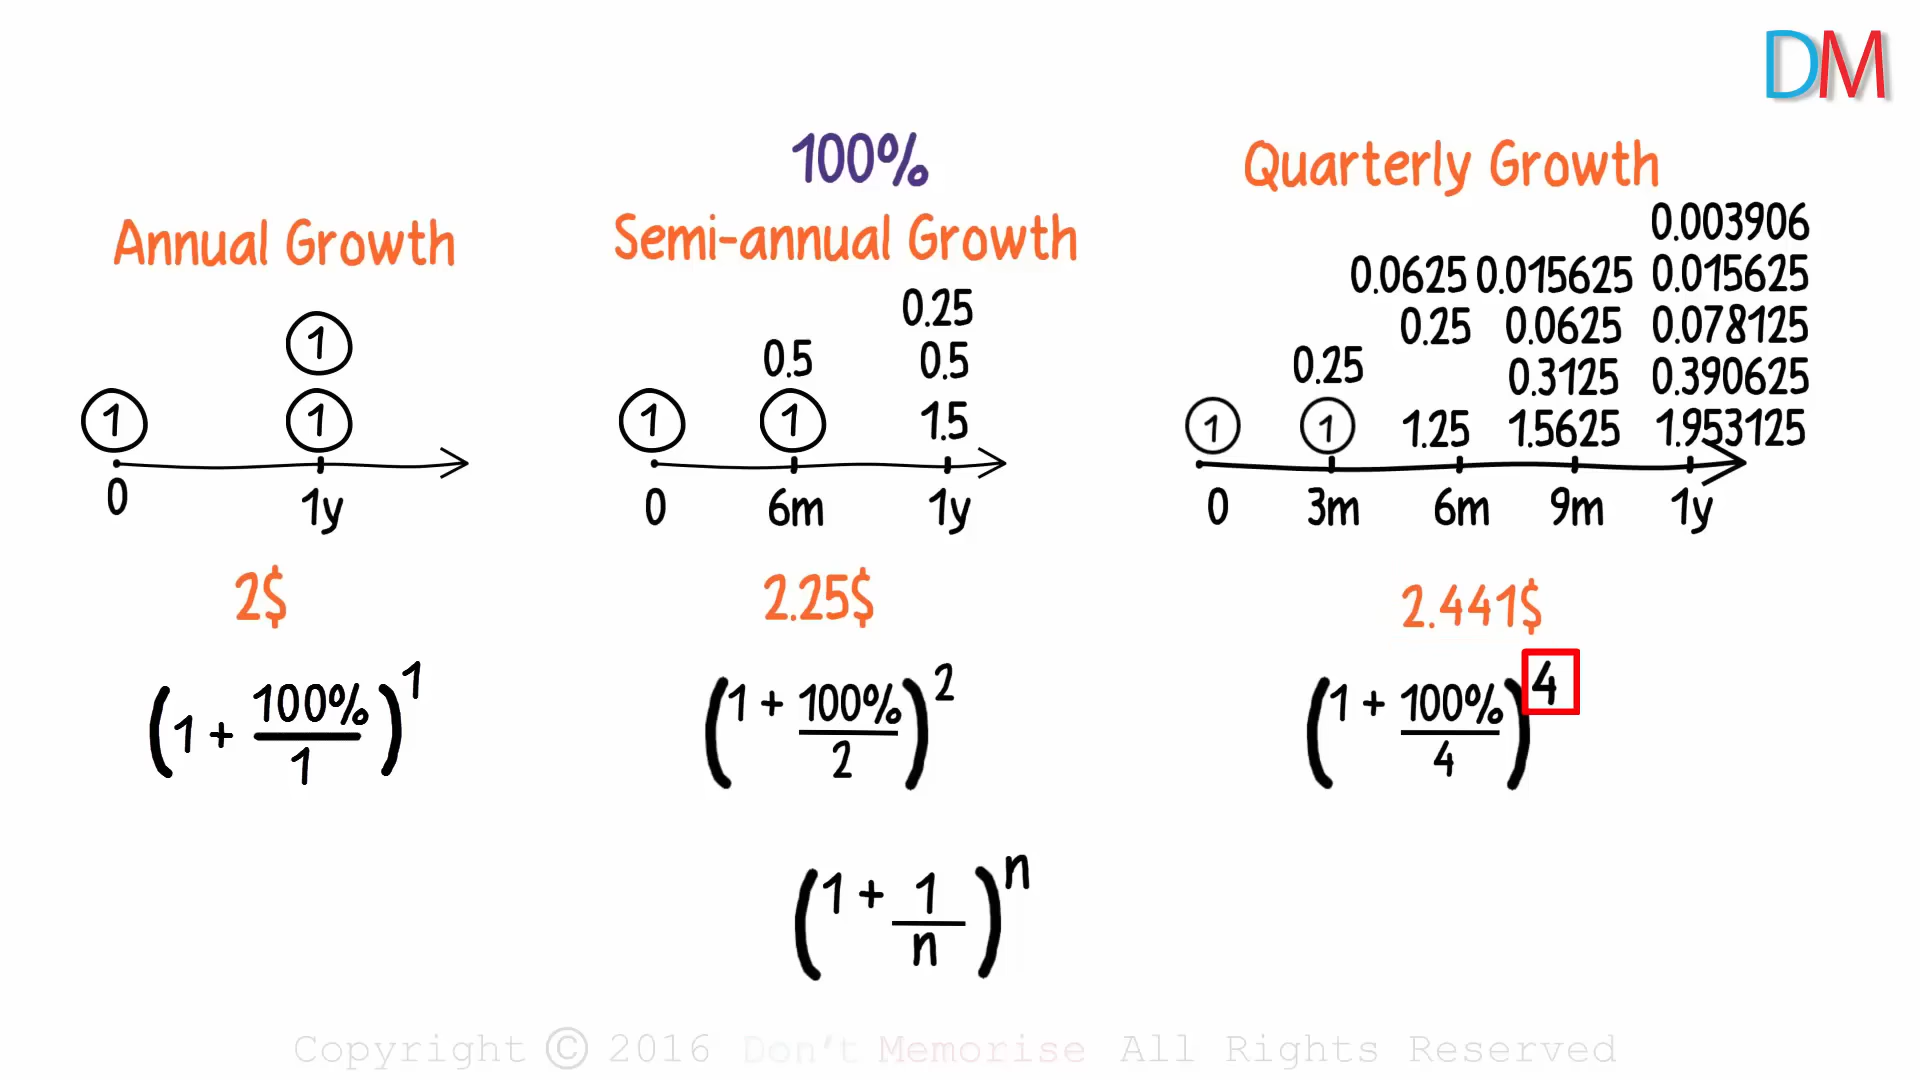 DM
100%
Annual Growth
1
1 1
0 1y
2$
(1 + 100%/1)^1
Semi-annual Growth
0.25
0.5 0.5
1 1 1.5
0 6m 1y
2.25$
(1 + 100%/2)^2
Quarterly Growth
0.003906
0.0625 0.015625 0.015625
0.25 0.0625 0.078125
0.25 0.3125 0.390625
1 1 1.25 1.5625 1.953125
0 3m 6m 9m 1y
2.441$
(1 + 100%/4)^4
(1 + 1/n)^n
Copyright © 2016 Don't Memorise All Rights Reserved